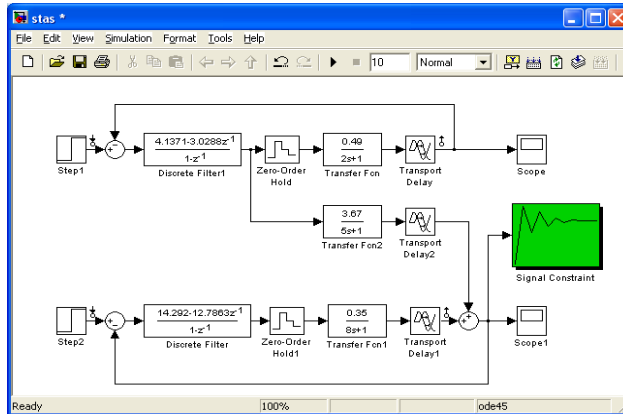 stas *
File Edit View Simulation Format Tools Help
10 Normal
4.1371-3.0288z⁻¹
1-z⁻¹
0.49
2s+1
Step1
Discrete Filter1
Zero-Order
Hold
Transfer Fcn
Transport
Delay
Scope
3.67
5s+1
Transfer Fcn2
Transport
Delay2
Signal Constraint
14.292-12.7863z⁻¹
1-z⁻¹
0.35
8s+1
Step2
Discrete Filter
Zero-Order
Hold1
Transfer Fcn1
Transport
Delay1
Scope1
Ready 100% ode45